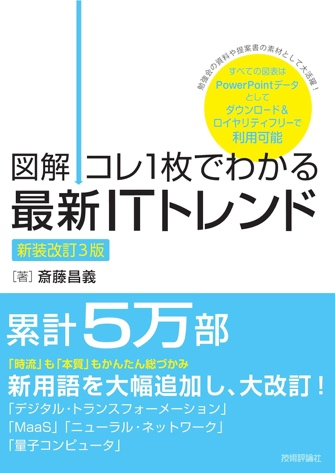 勉強会の資料や提案書の素材として大活躍！
すべての図表は
PowerPointデータ
として
ダウンロード&
ロイヤリティフリーで
利用可能
図解 コレ1枚でわかる
最新ITトレンド
新装改訂3版
［著］斎藤昌義
累計5万部
「時流」も「本質」もかんたん総づかみ
新用語を大幅追加し、大改訂！
「デジタル・トランスフォーメーション」
「MaaS」「ニューラル・ネットワーク」
「量子コンピュータ」
技術評論社